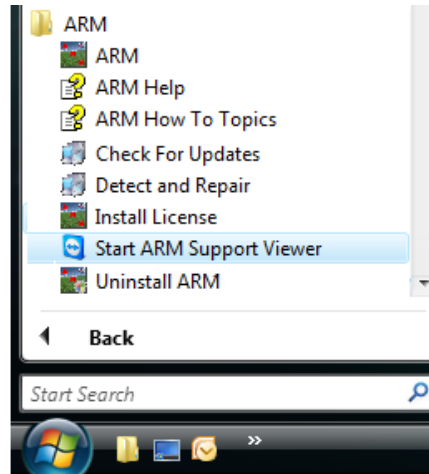 ARM
ARM
ARM Help
ARM How To Topics
Check For Updates
Detect and Repair
Install License
Start ARM Support Viewer
Uninstall ARM
Back
Start Search
»